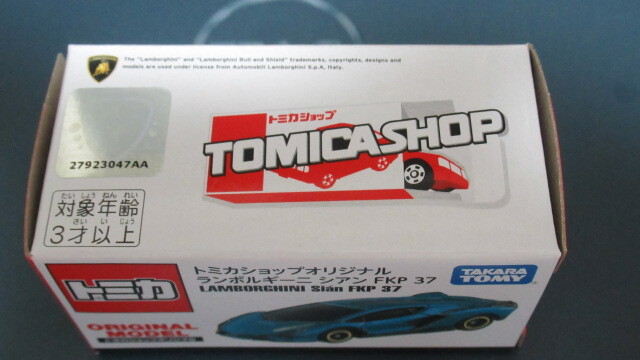 The "Lamborghini" and "Lamborghini Bull and Shield" trademarks, copyrights, designs and
models are used under license from Automobili Lamborghini S.p.A, Italy.
27923047AA
トミカショップ
TOMICASHOP
たいしょうねんれい
対象年齢
さいいじょう
3才以上
トミカ
トミカショップオリジナル
ランボルギーニ シアン FKP 37
LAMBORGHINI Sián FKP 37
TAKARA
TOMY
ORIGINAL
MODEL